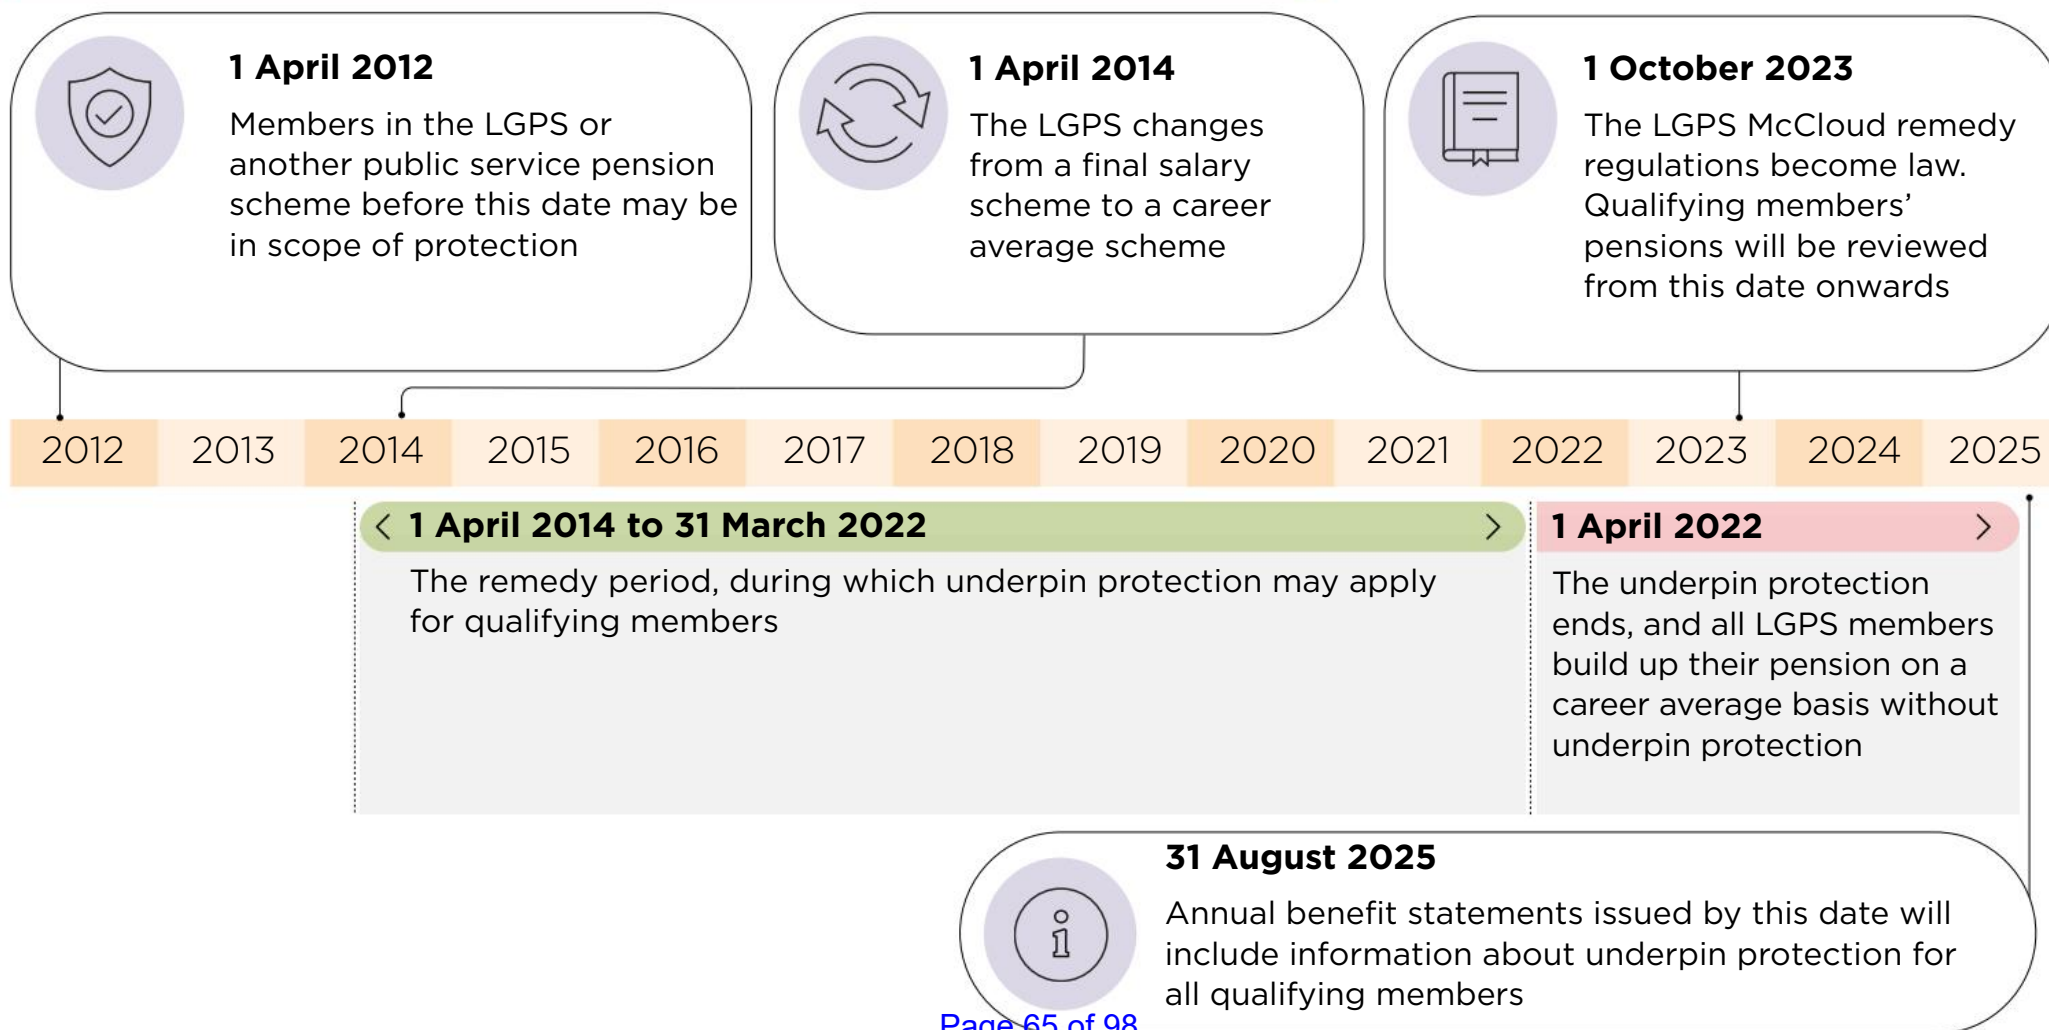 1 April 2012
Members in the LGPS or
another public service pension
scheme before this date may be
in scope of protection
1 April 2014
The LGPS changes
from a final salary
scheme to a career
average scheme
1 October 2023
The LGPS McCloud remedy
regulations become law.
Qualifying members’
pensions will be reviewed
from this date onwards
2012 2013 2014 2015 2016 2017 2018 2019 2020 2021 2022 2023 2024 2025
1 April 2014 to 31 March 2022
The remedy period, during which underpin protection may apply
for qualifying members
1 April 2022
The underpin protection
ends, and all LGPS members
build up their pension on a
career average basis without
underpin protection
31 August 2025
Annual benefit statements issued by this date will
include information about underpin protection for
all qualifying members
Page 65 of 98